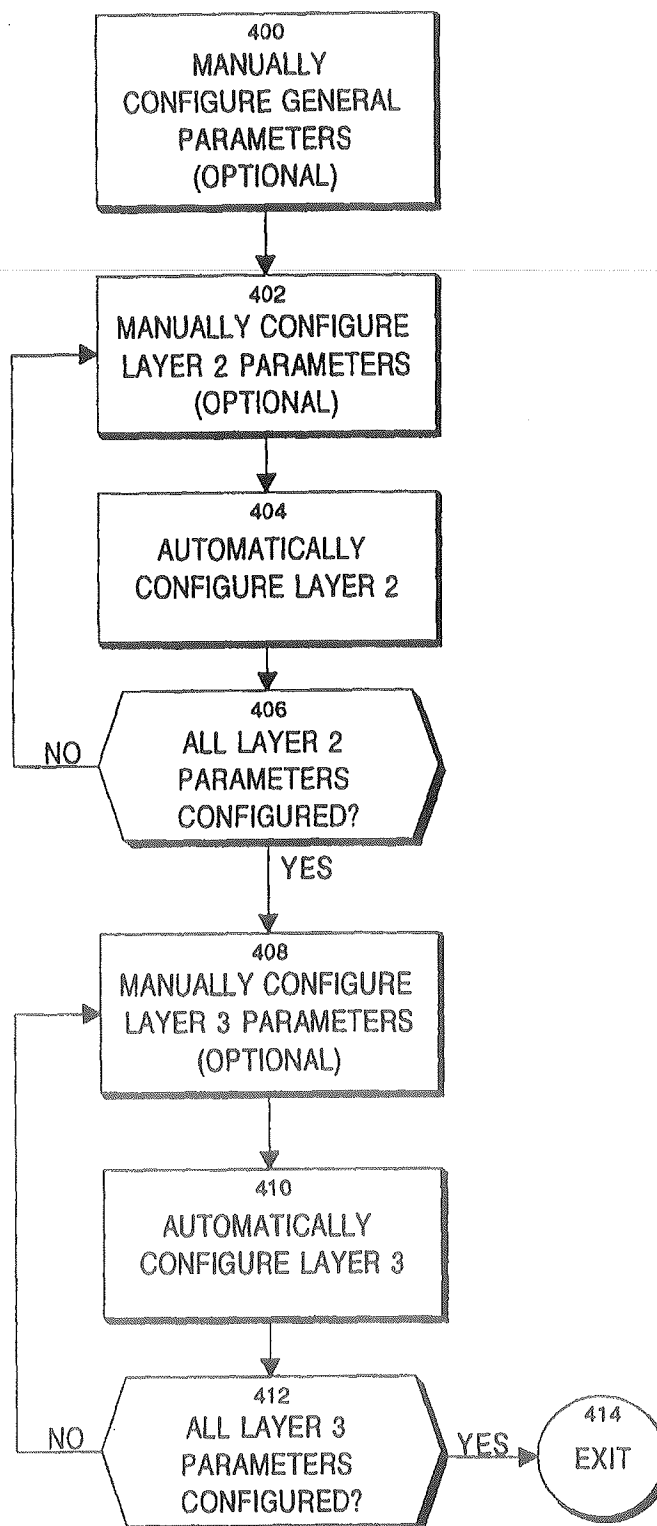 400
MANUALLY
CONFIGURE GENERAL
PARAMETERS
(OPTIONAL)
402
MANUALLY CONFIGURE
LAYER 2 PARAMETERS
(OPTIONAL)
404
AUTOMATICALLY
CONFIGURE LAYER 2
406
ALL LAYER 2
PARAMETERS
CONFIGURED?
NO
YES
408
MANUALLY CONFIGURE
LAYER 3 PARAMETERS
(OPTIONAL)
410
AUTOMATICALLY
CONFIGURE LAYER 3
412
ALL LAYER 3
PARAMETERS
CONFIGURED?
NO
YES
414
EXIT